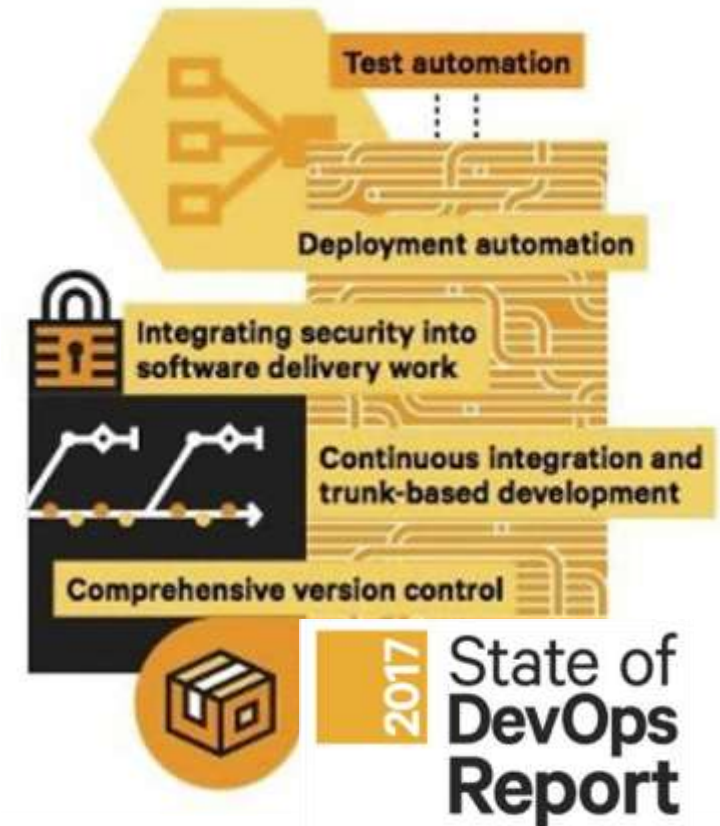 Test automation
Deployment automation
Integrating security into
software delivery work
Continuous integration and
trunk-based development
Comprehensive version control
2017
State of
DevOps
Report